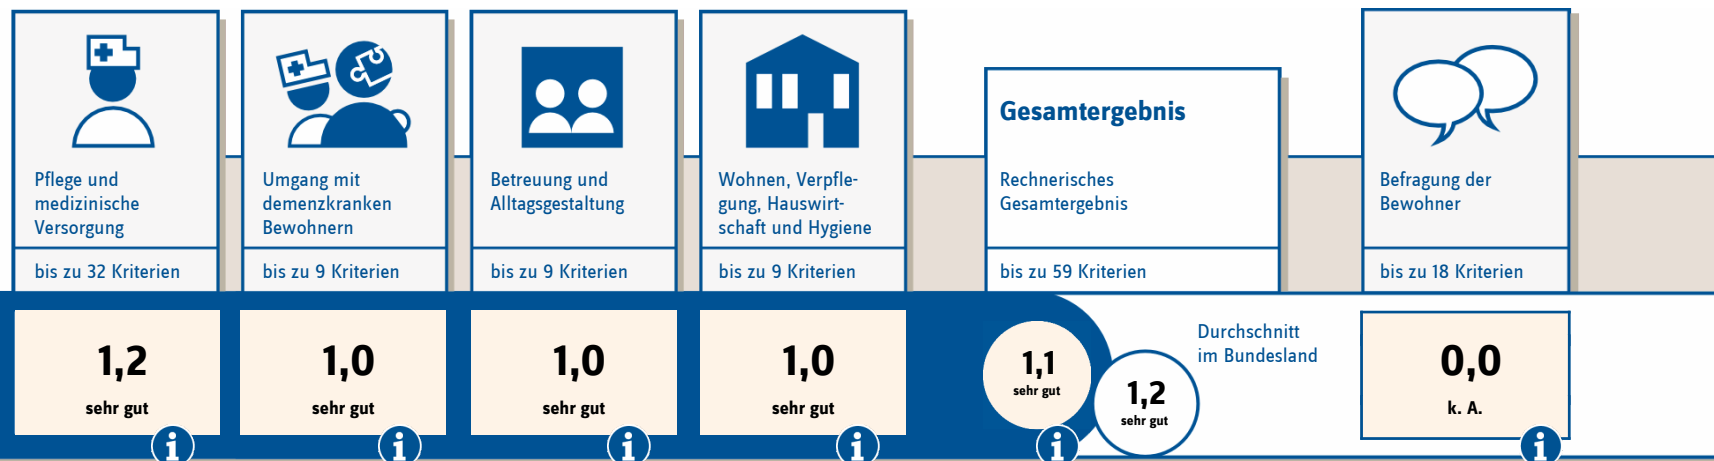 Pflege und
medizinische
Versorgung
bis zu 32 Kriterien
1,2
sehr gut
Umgang mit
demenzkranken
Bewohnern
bis zu 9 Kriterien
1,0
sehr gut
Betreuung und
Alltagsgestaltung
bis zu 9 Kriterien
1,0
sehr gut
Wohnen, Verpfle-
gung, Hauswirt-
schaft und Hygiene
bis zu 9 Kriterien
1,0
sehr gut
Gesamtergebnis
Rechnerisches
Gesamtergebnis
bis zu 59 Kriterien
1,1
sehr gut
Durchschnitt
im Bundesland
1,2
sehr gut
Befragung der
Bewohner
bis zu 18 Kriterien
0,0
k. A.